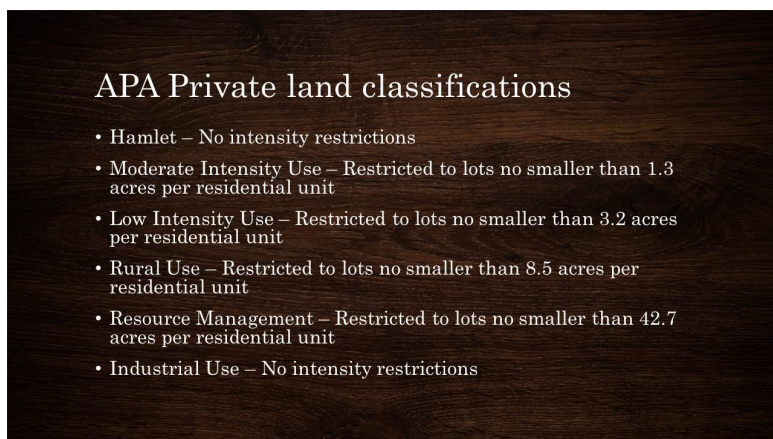 APA Private land classifications
• Hamlet – No intensity restrictions
• Moderate Intensity Use – Restricted to lots no smaller than 1.3
acres per residential unit
• Low Intensity Use – Restricted to lots no smaller than 3.2 acres
per residential unit
• Rural Use – Restricted to lots no smaller than 8.5 acres per
residential unit
• Resource Management – Restricted to lots no smaller than 42.7
acres per residential unit
• Industrial Use – No intensity restrictions